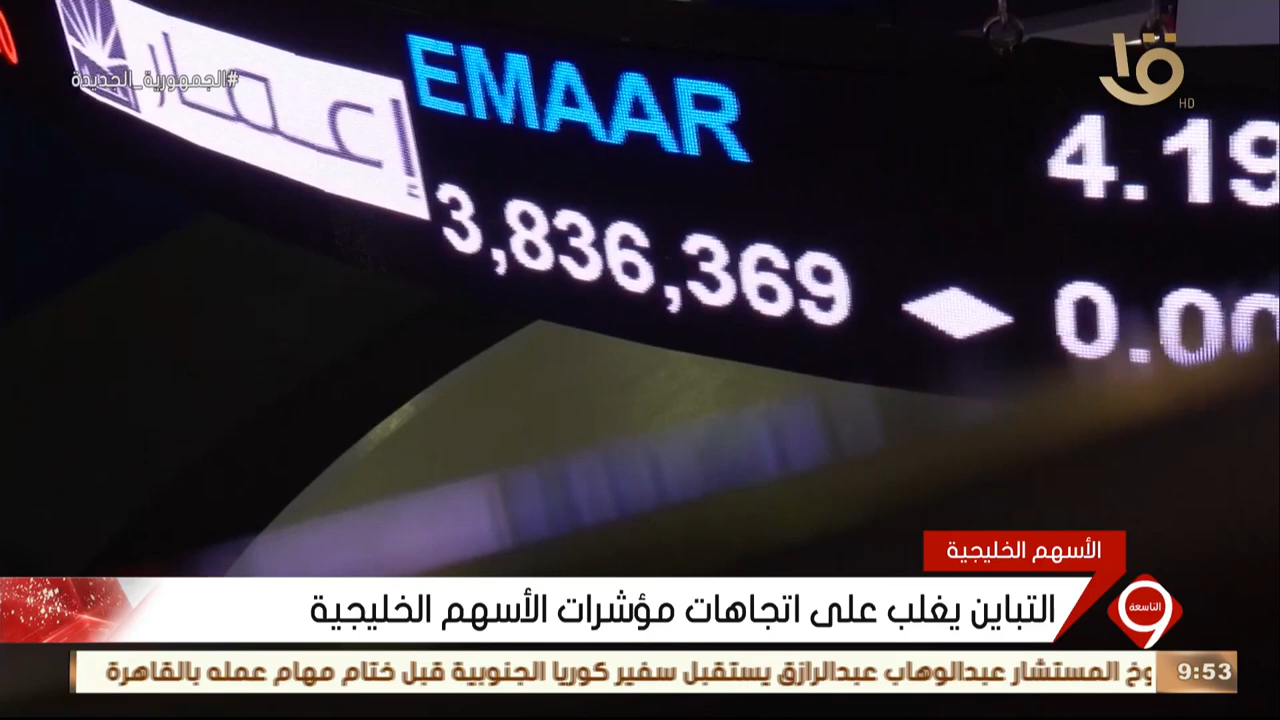 #الجمهورية_الجديدة
إعمار
EMAAR
3,836,369
4.19
0.00
HD
الأسهم الخليجية
التباين يغلب على اتجاهات مؤشرات الأسهم الخليجية
التاسعة
المستشار عبدالوهاب عبدالرازق يستقبل سفير كوريا الجنوبية قبل ختام مهام عمله بالقاهرة
9:53